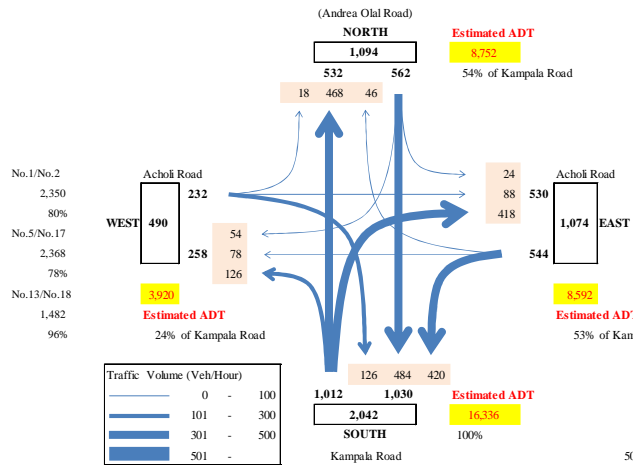 (Andrea Olal Road)
NORTH
Estimated ADT
1,094
8,752
532 562
54% of Kampala Road
18 468 46
No.1/No.2
2,350
80%
No.5/No.17
2,368
78%
No.13/No.18
1,482
96%
Acholi Road
232
WEST 490
258
54
78
126
3,920
Estimated ADT
24% of Kampala Road
24
88
418
Acholi Road
530
1,074 EAST
544
8,592
Estimated ADT
53% of Kam
Traffic Volume (Veh/Hour)
0 - 100
101 - 300
301 - 500
501 -
126 484 420
1,012 1,030
Estimated ADT
2,042
16,336
SOUTH
100%
Kampala Road
50